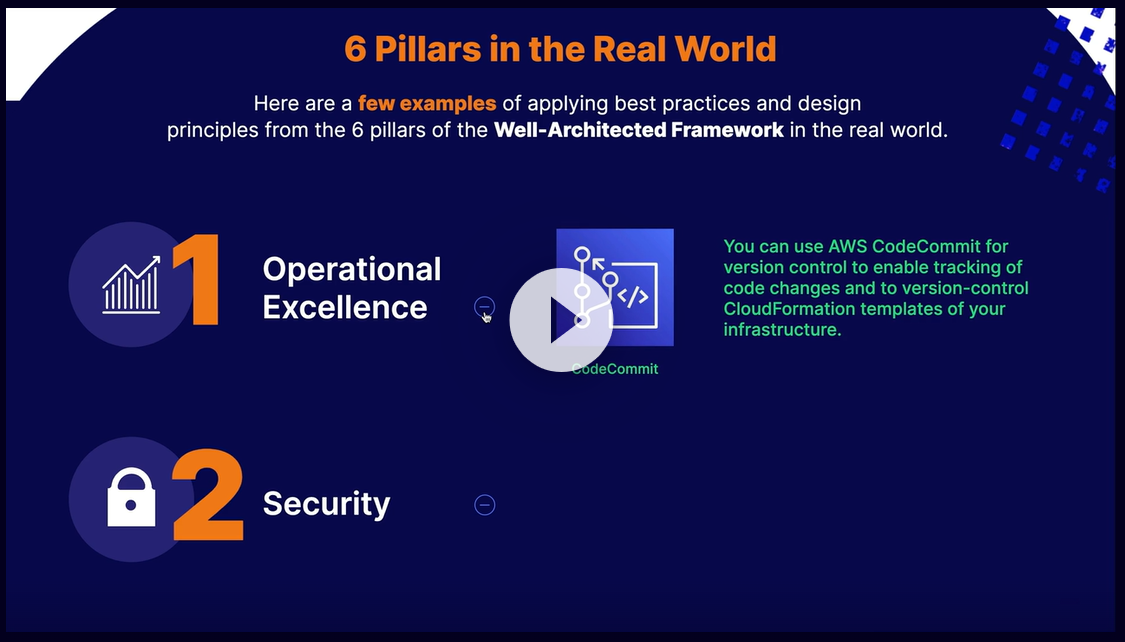 6 Pillars in the Real World
Here are a few examples of applying best practices and design
principles from the 6 pillars of the Well-Architected Framework in the real world.
1
Operational
Excellence
You can use AWS CodeCommit for
version control to enable tracking of
code changes and to version-control
CloudFormation templates of your
infrastructure.
</>
CodeCommit
2
Security